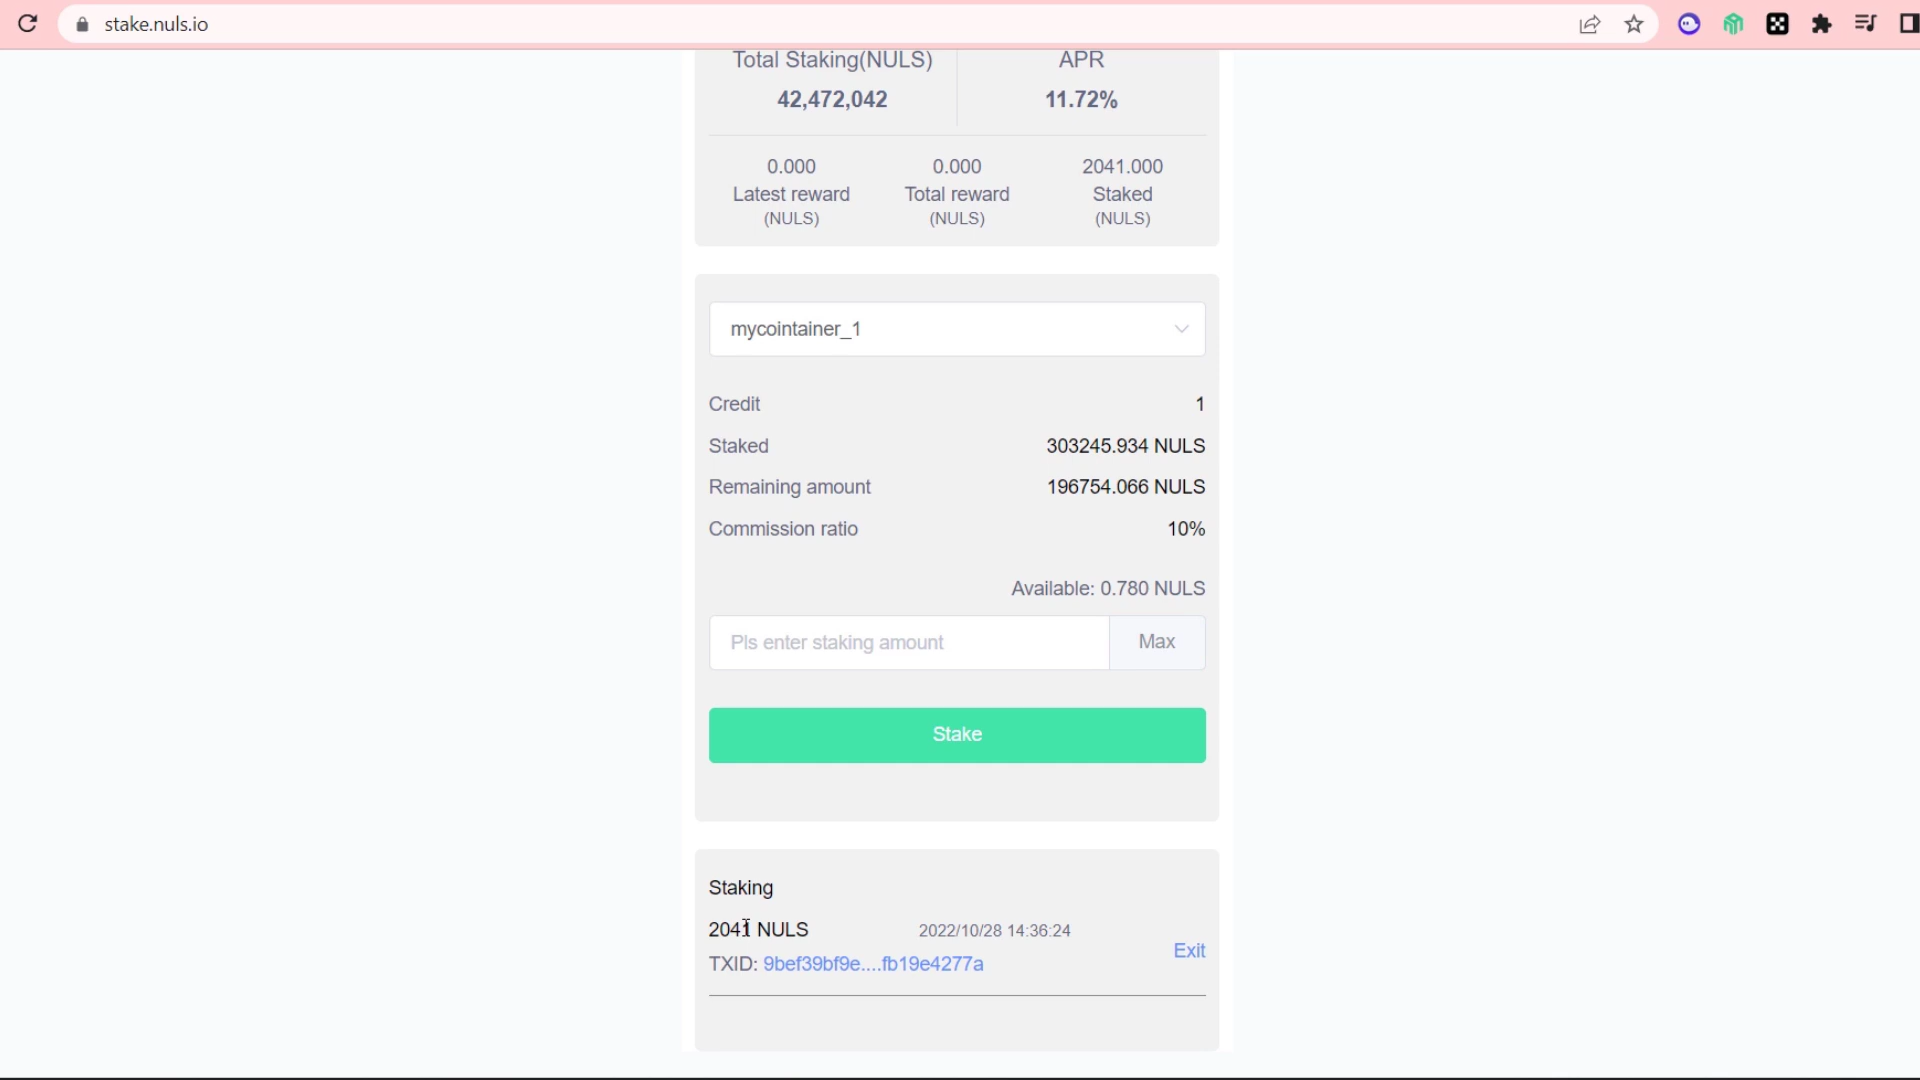 stake.nuls.io
Total Staking(NULS) APR
42,472,042 11.72%
0.000 0.000 2041.000
Latest reward Total reward Staked
(NULS) (NULS) (NULS)
mycointainer_1
Credit 1
Staked 303245.934 NULS
Remaining amount 196754.066 NULS
Commission ratio 10%
Available: 0.780 NULS
Pls enter staking amount Max
Stake
Staking
2041 NULS 2022/10/28 14:36:24
Exit
TXID: 9bef39bf9e....fb19e4277a